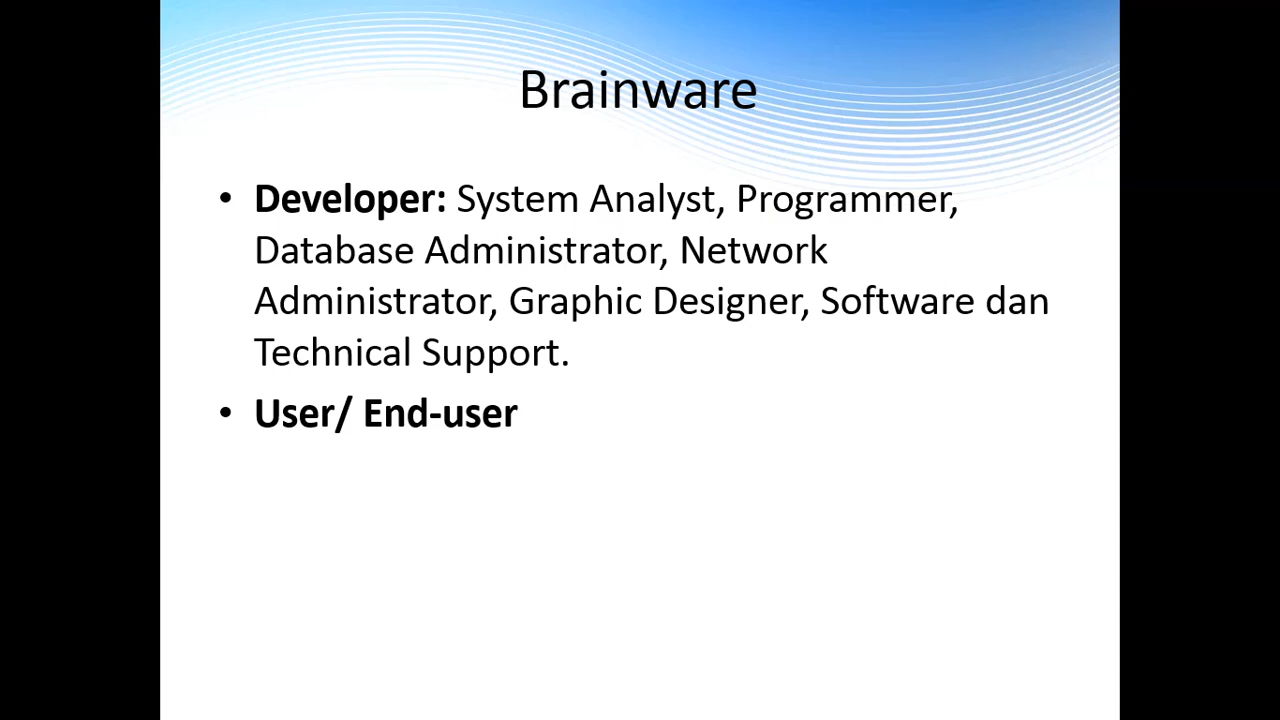 Brainware
• Developer: System Analyst, Programmer,
Database Administrator, Network
Administrator, Graphic Designer, Software dan
Technical Support.
• User/ End-user